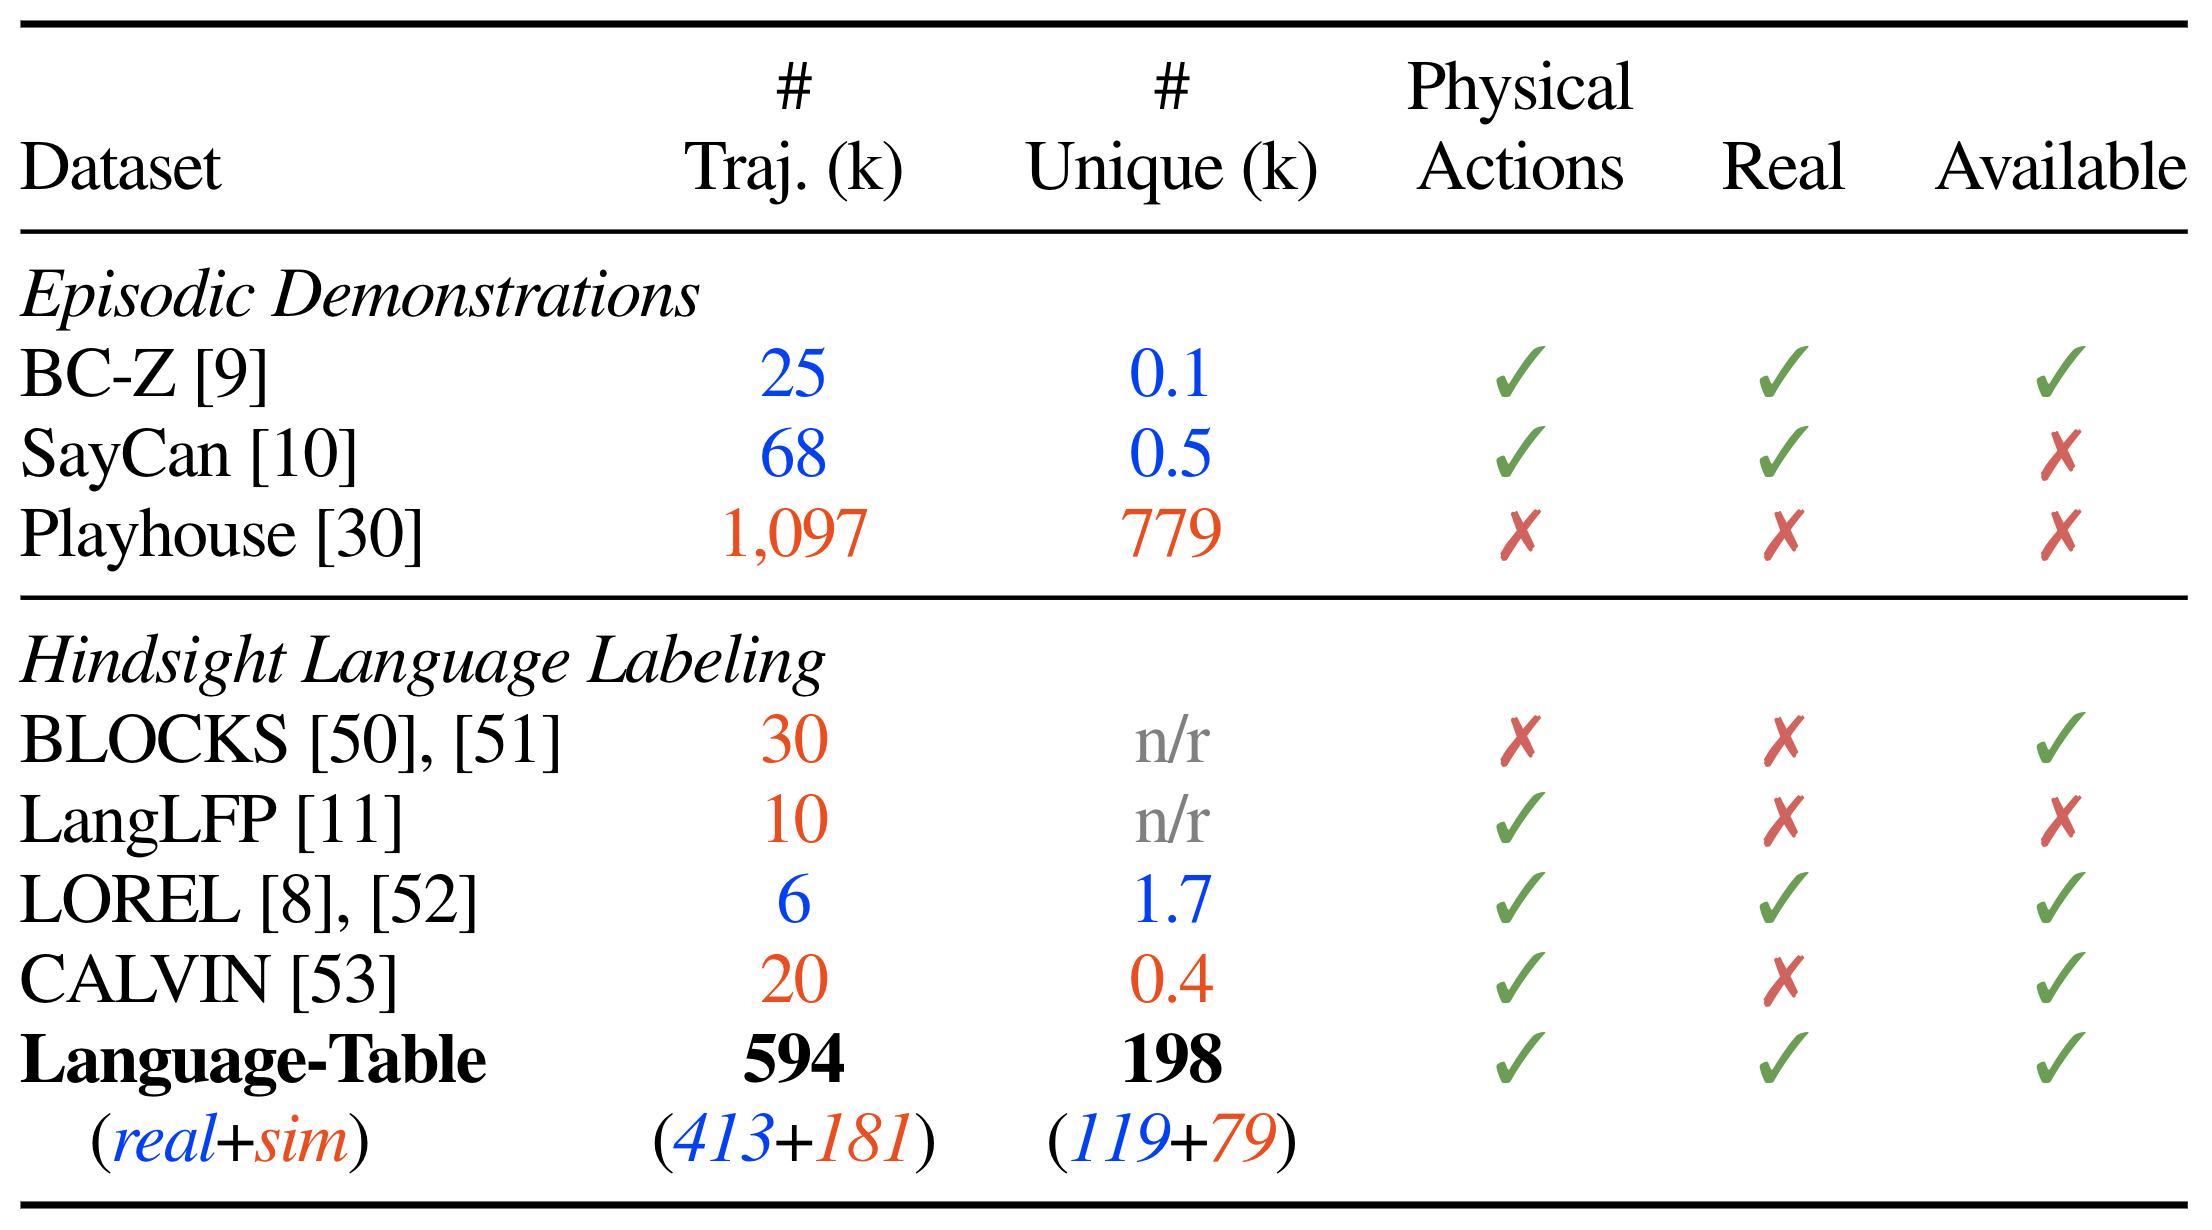 # # Physical
Dataset Traj. (k) Unique (k) Actions Real Available
Episodic Demonstrations
BC-Z [9] 25 0.1 ✓ ✓ ✓
SayCan [10] 68 0.5 ✓ ✓ ✗
Playhouse [30] 1,097 779 ✗ ✗ ✗
Hindsight Language Labeling
BLOCKS [50], [51] 30 n/r ✗ ✗ ✓
LangLFP [11] 10 n/r ✓ ✗ ✗
LOREL [8], [52] 6 1.7 ✓ ✓ ✓
CALVIN [53] 20 0.4 ✓ ✗ ✓
Language-Table 594 198 ✓ ✓ ✓
(real+sim) (413+181) (119+79)